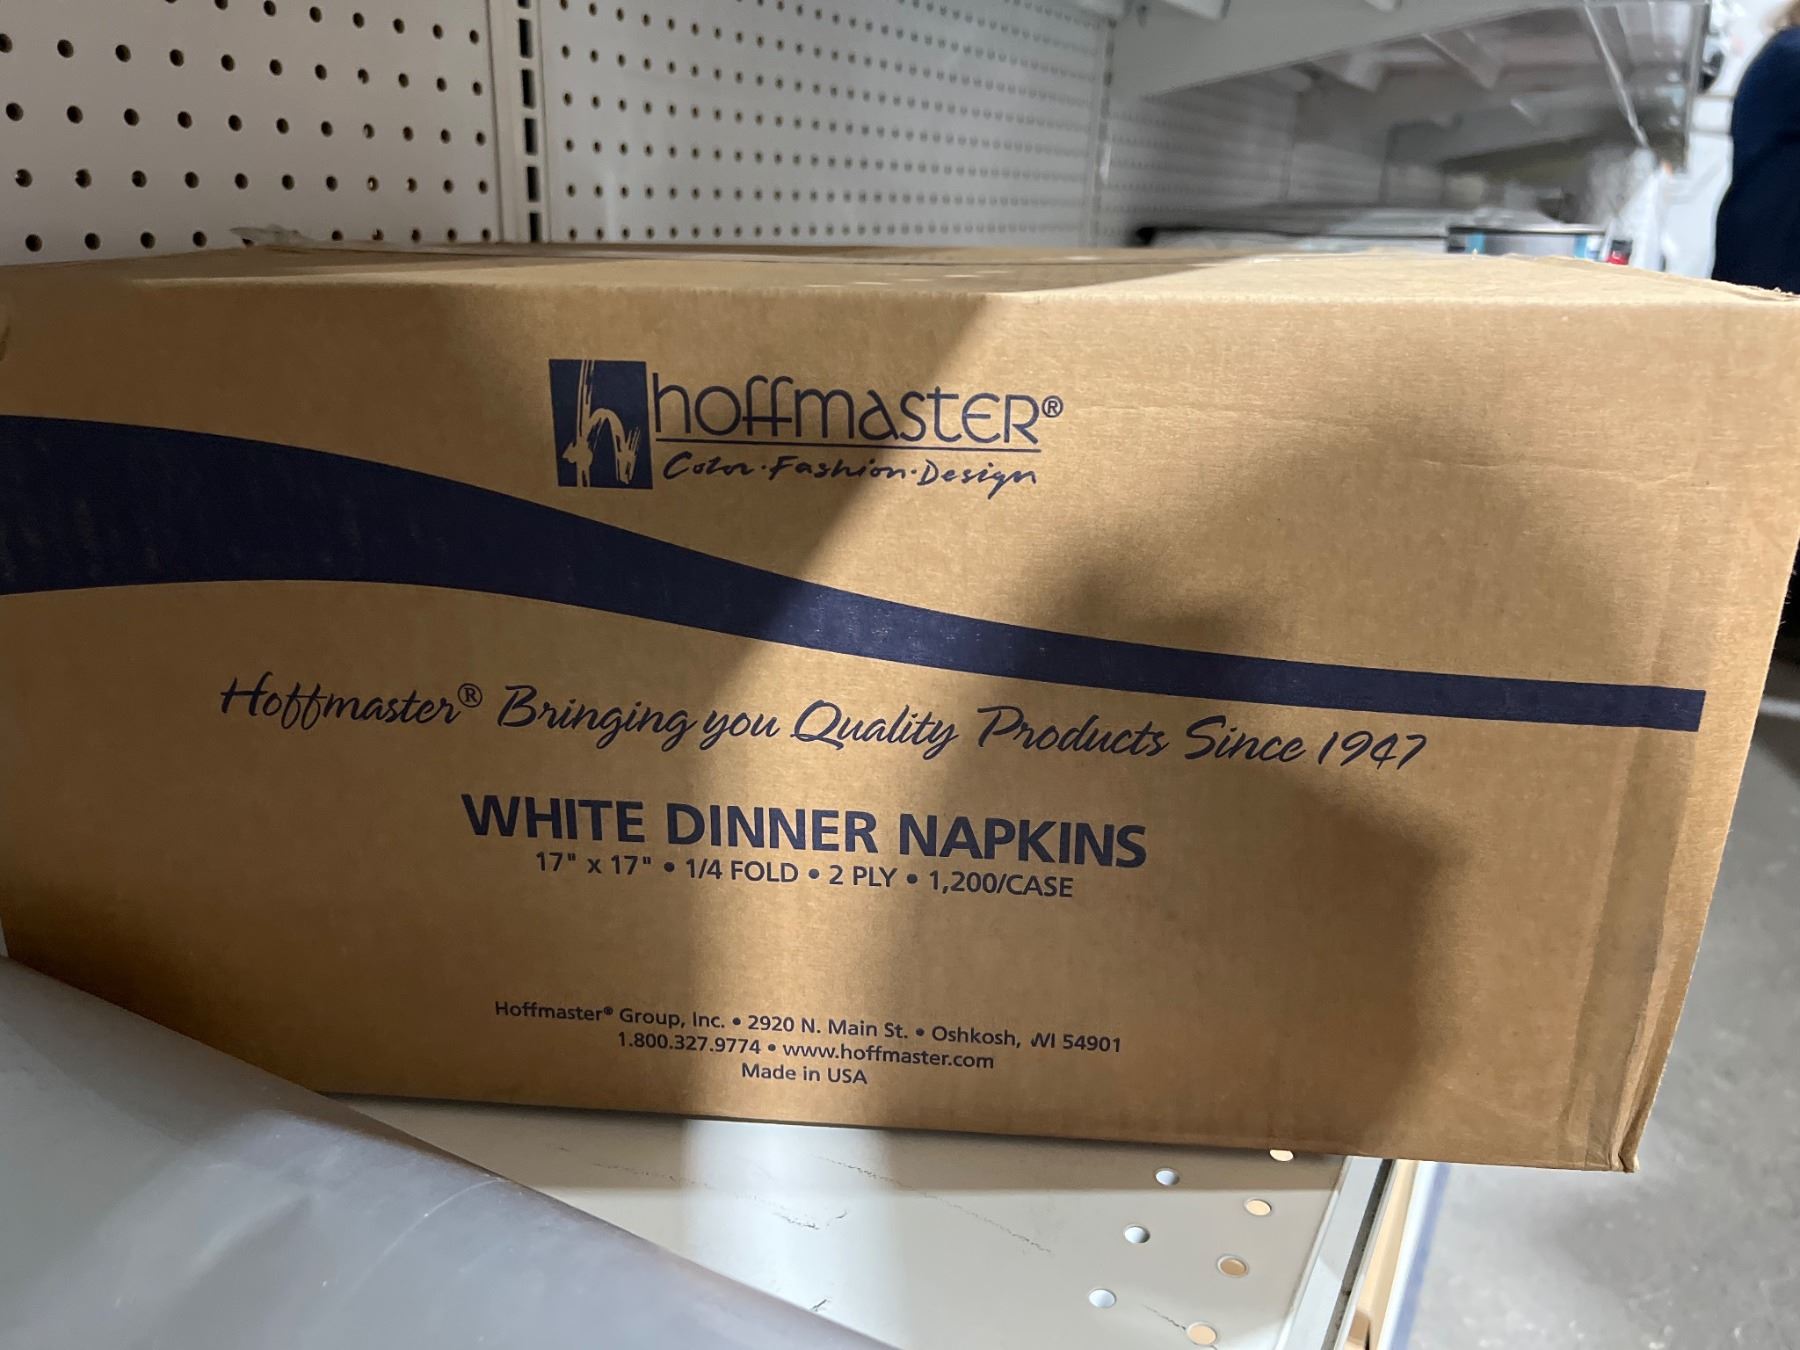 hoffmaster®
Color·Fashion·Design
Hoffmaster® Bringing you Quality Products Since 1947
WHITE DINNER NAPKINS
17" x 17" • 1/4 FOLD • 2 PLY • 1,200/CASE
Hoffmaster® Group, Inc. • 2920 N. Main St. • Oshkosh, WI 54901
1.800.327.9774 • www.hoffmaster.com
Made in USA